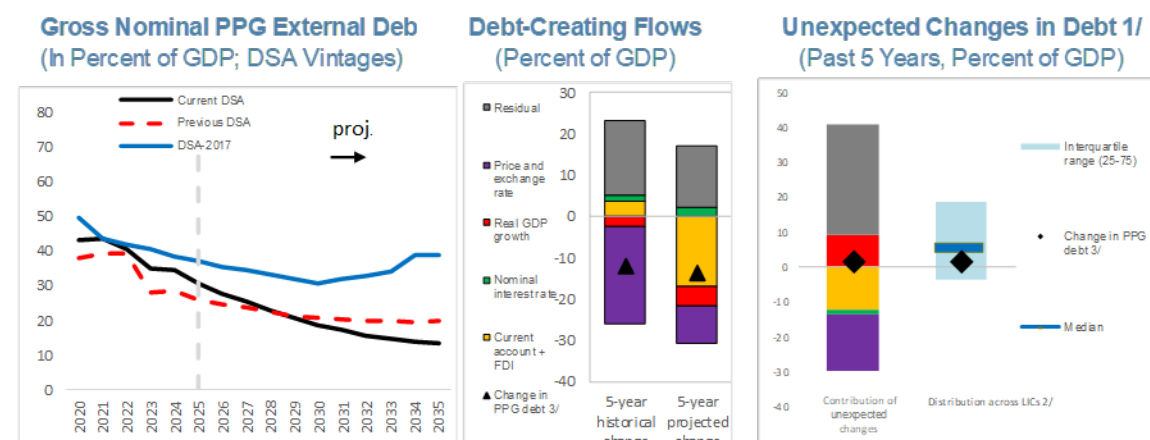 Gross Nominal PPG External Deb
(In Percent of GDP; DSA Vintages)
80
70
60
50
40
30
20
10
0
Current DSA
Previous DSA
DSA-2017
proj.
2020
2021
2022
2023
2024
2025
2026
2027
2028
2029
2030
2031
2032
2033
2034
2035
Debt-Creating Flows
(Percent of GDP)
Residual
Price and
exchange
rate
Real GDP
growth
Nominal
interest rate
Current
account +
FDI
Change in
PPG debt 3/
30
20
10
0
-10
-20
-30
-40
5-year
historical
change
5-year
projected
change
Unexpected Changes in Debt 1/
(Past 5 Years, Percent of GDP)
50
40
30
20
10
0
-10
-20
-30
-40
Contribution of
unexpected
changes
Distribution across LICs 2/
Interquartile
range (25-75)
Change in PPG
debt 3/
Median